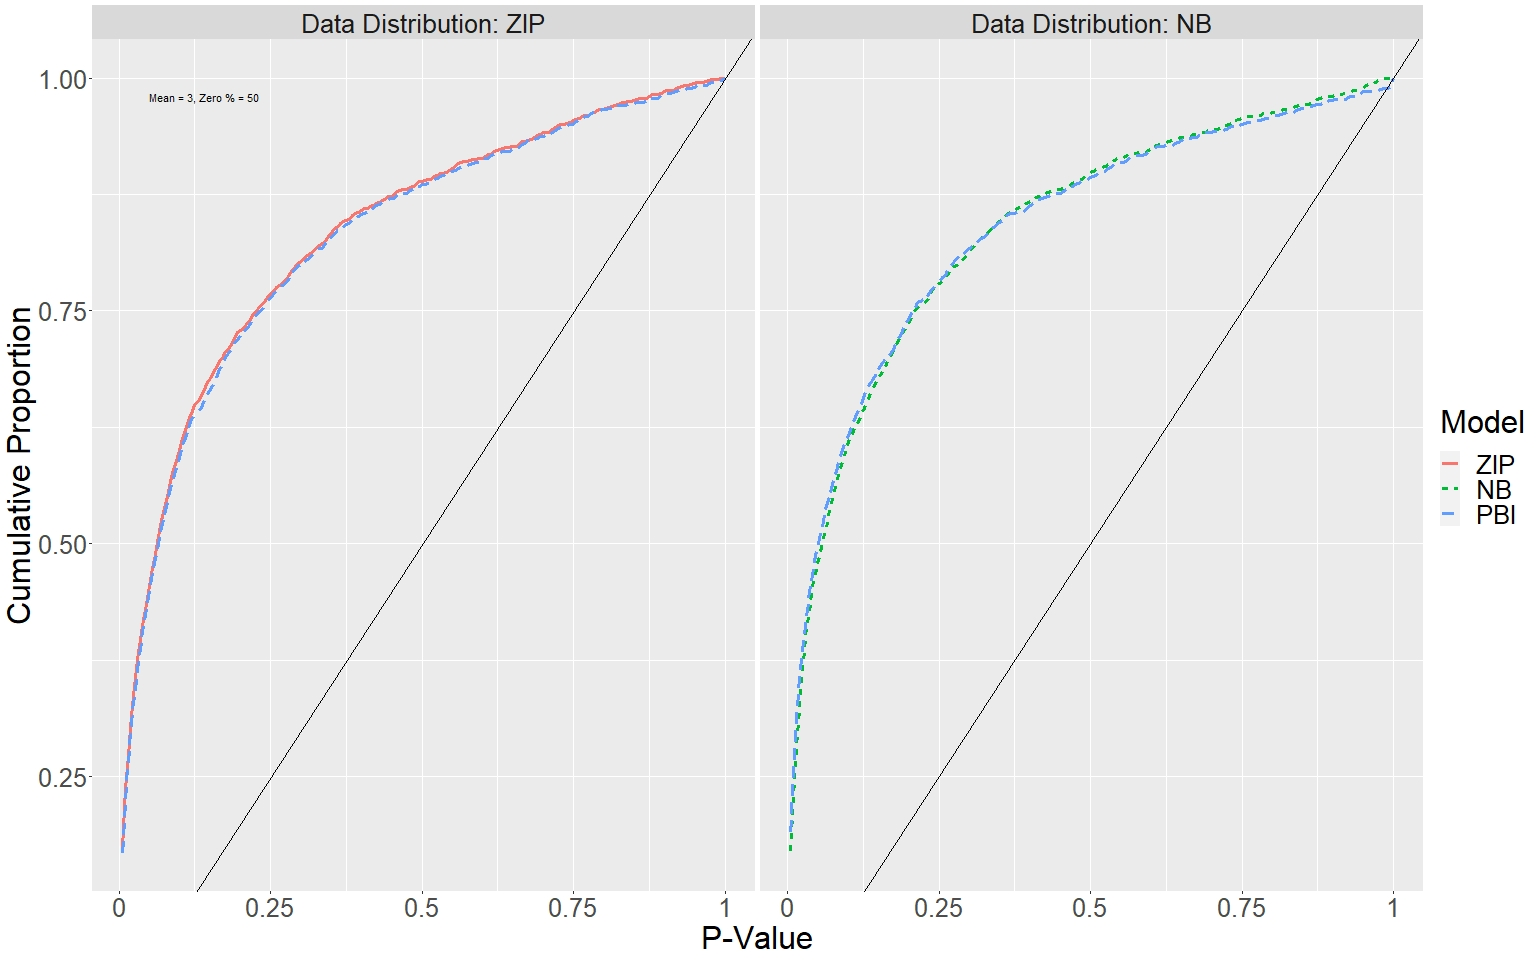 Data Distribution: ZIP
Data Distribution: NB
Mean = 3, Zero % = 50
Cumulative Proportion
1.00
0.75
0.50
0.25
0
0.25
0.5
0.75
1
0
0.25
0.5
0.75
1
P-Value
Model
ZIP
NB
PBI